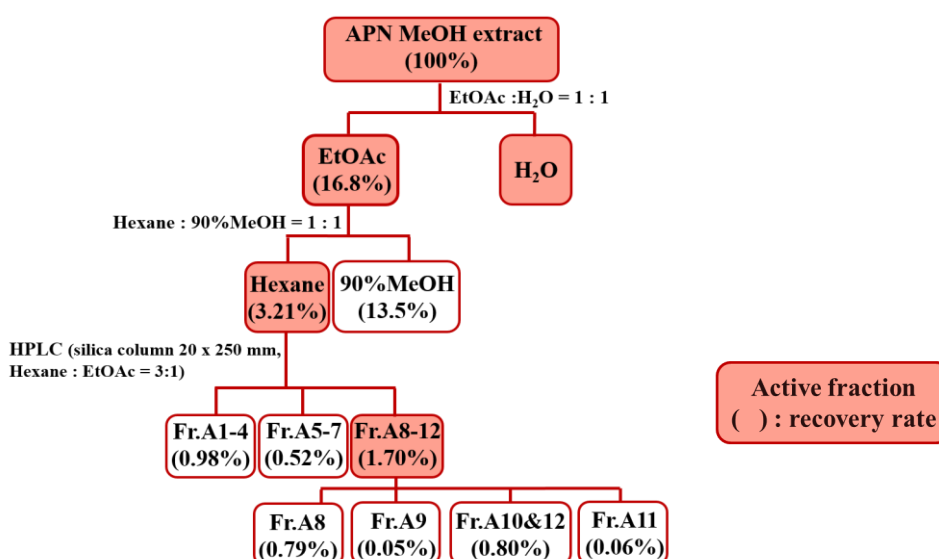 APN MeOH extract
(100%)
EtOAc :H₂O = 1 : 1
EtOAc
(16.8%)
H₂O
Hexane : 90%MeOH = 1 : 1
Hexane
(3.21%)
90%MeOH
(13.5%)
HPLC (silica column 20 x 250 mm,
Hexane : EtOAc = 3:1)
Fr.A1-4
(0.98%)
Fr.A5-7
(0.52%)
Fr.A8-12
(1.70%)
Active fraction
( ) : recovery rate
Fr.A8
(0.79%)
Fr.A9
(0.05%)
Fr.A10&12
(0.80%)
Fr.A11
(0.06%)